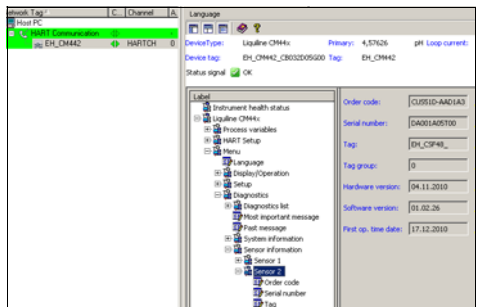 Network Tag
C.
Channel
A.
Host PC
HART Communication
EH_CM442
HARTCH
0
Language
DeviceType: Liquiline CM44x Primary: 4,57626 pH Loop current:
Device tag: EH_CM442_CB032D05G00 Tag: EH_CM442
Status signal OK
Label
Instrument health status
Liquiline CM44x
Process variables
HART Setup
Menu
Language
Display/Operation
Setup
Diagnostics
Diagnostics list
Most important message
Past message
System information
Sensor information
Sensor 1
Sensor 2
Order code
Serial number
Tag
Order code: CUS51D-AAD1A3
Serial number: DA001A05T00
Tag: EH_CSF48_
Tag group: 0
Hardware version: 04.11.2010
Software version: 01.02.26
First op. time date: 17.12.2010